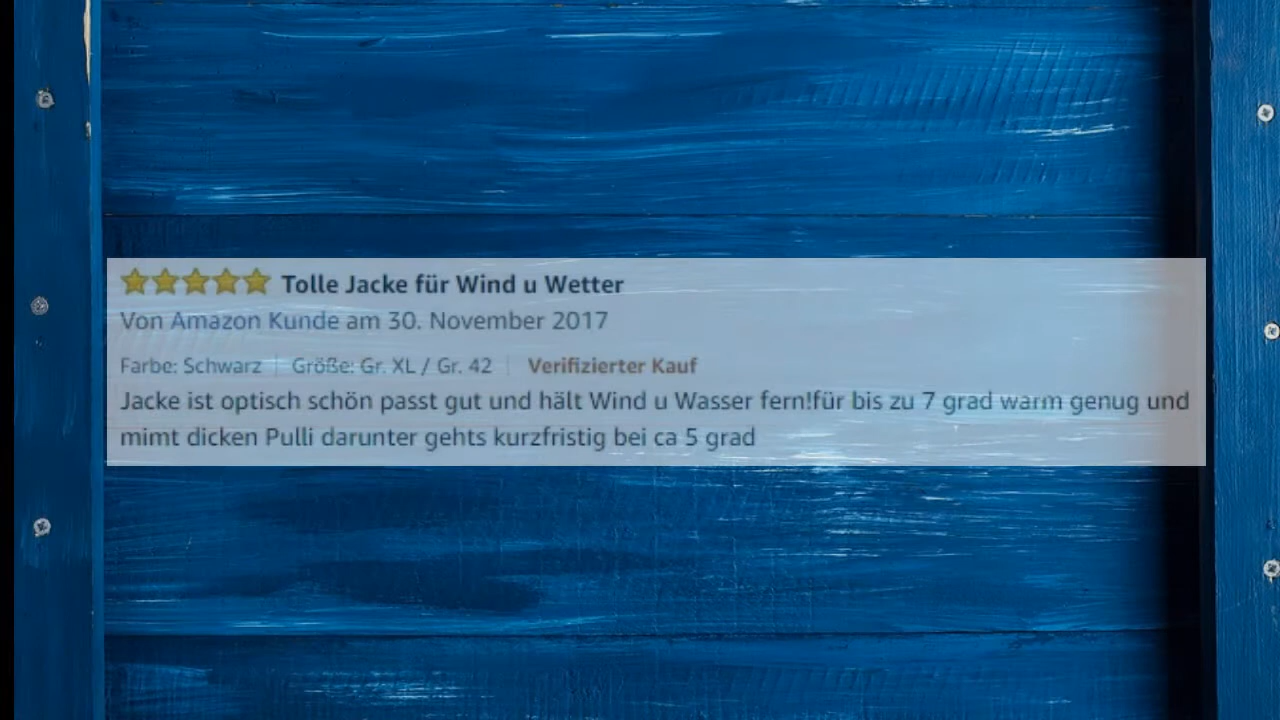 Tolle Jacke für Wind u Wetter
Von Amazon Kunde am 30. November 2017
Farbe: Schwarz | Größe: Gr. XL / Gr. 42 | Verifizierter Kauf
Jacke ist optisch schön passt gut und hält Wind u Wasser fern!für bis zu 7 grad warm genug und
mimt dicken Pulli darunter gehts kurzfristig bei ca 5 grad